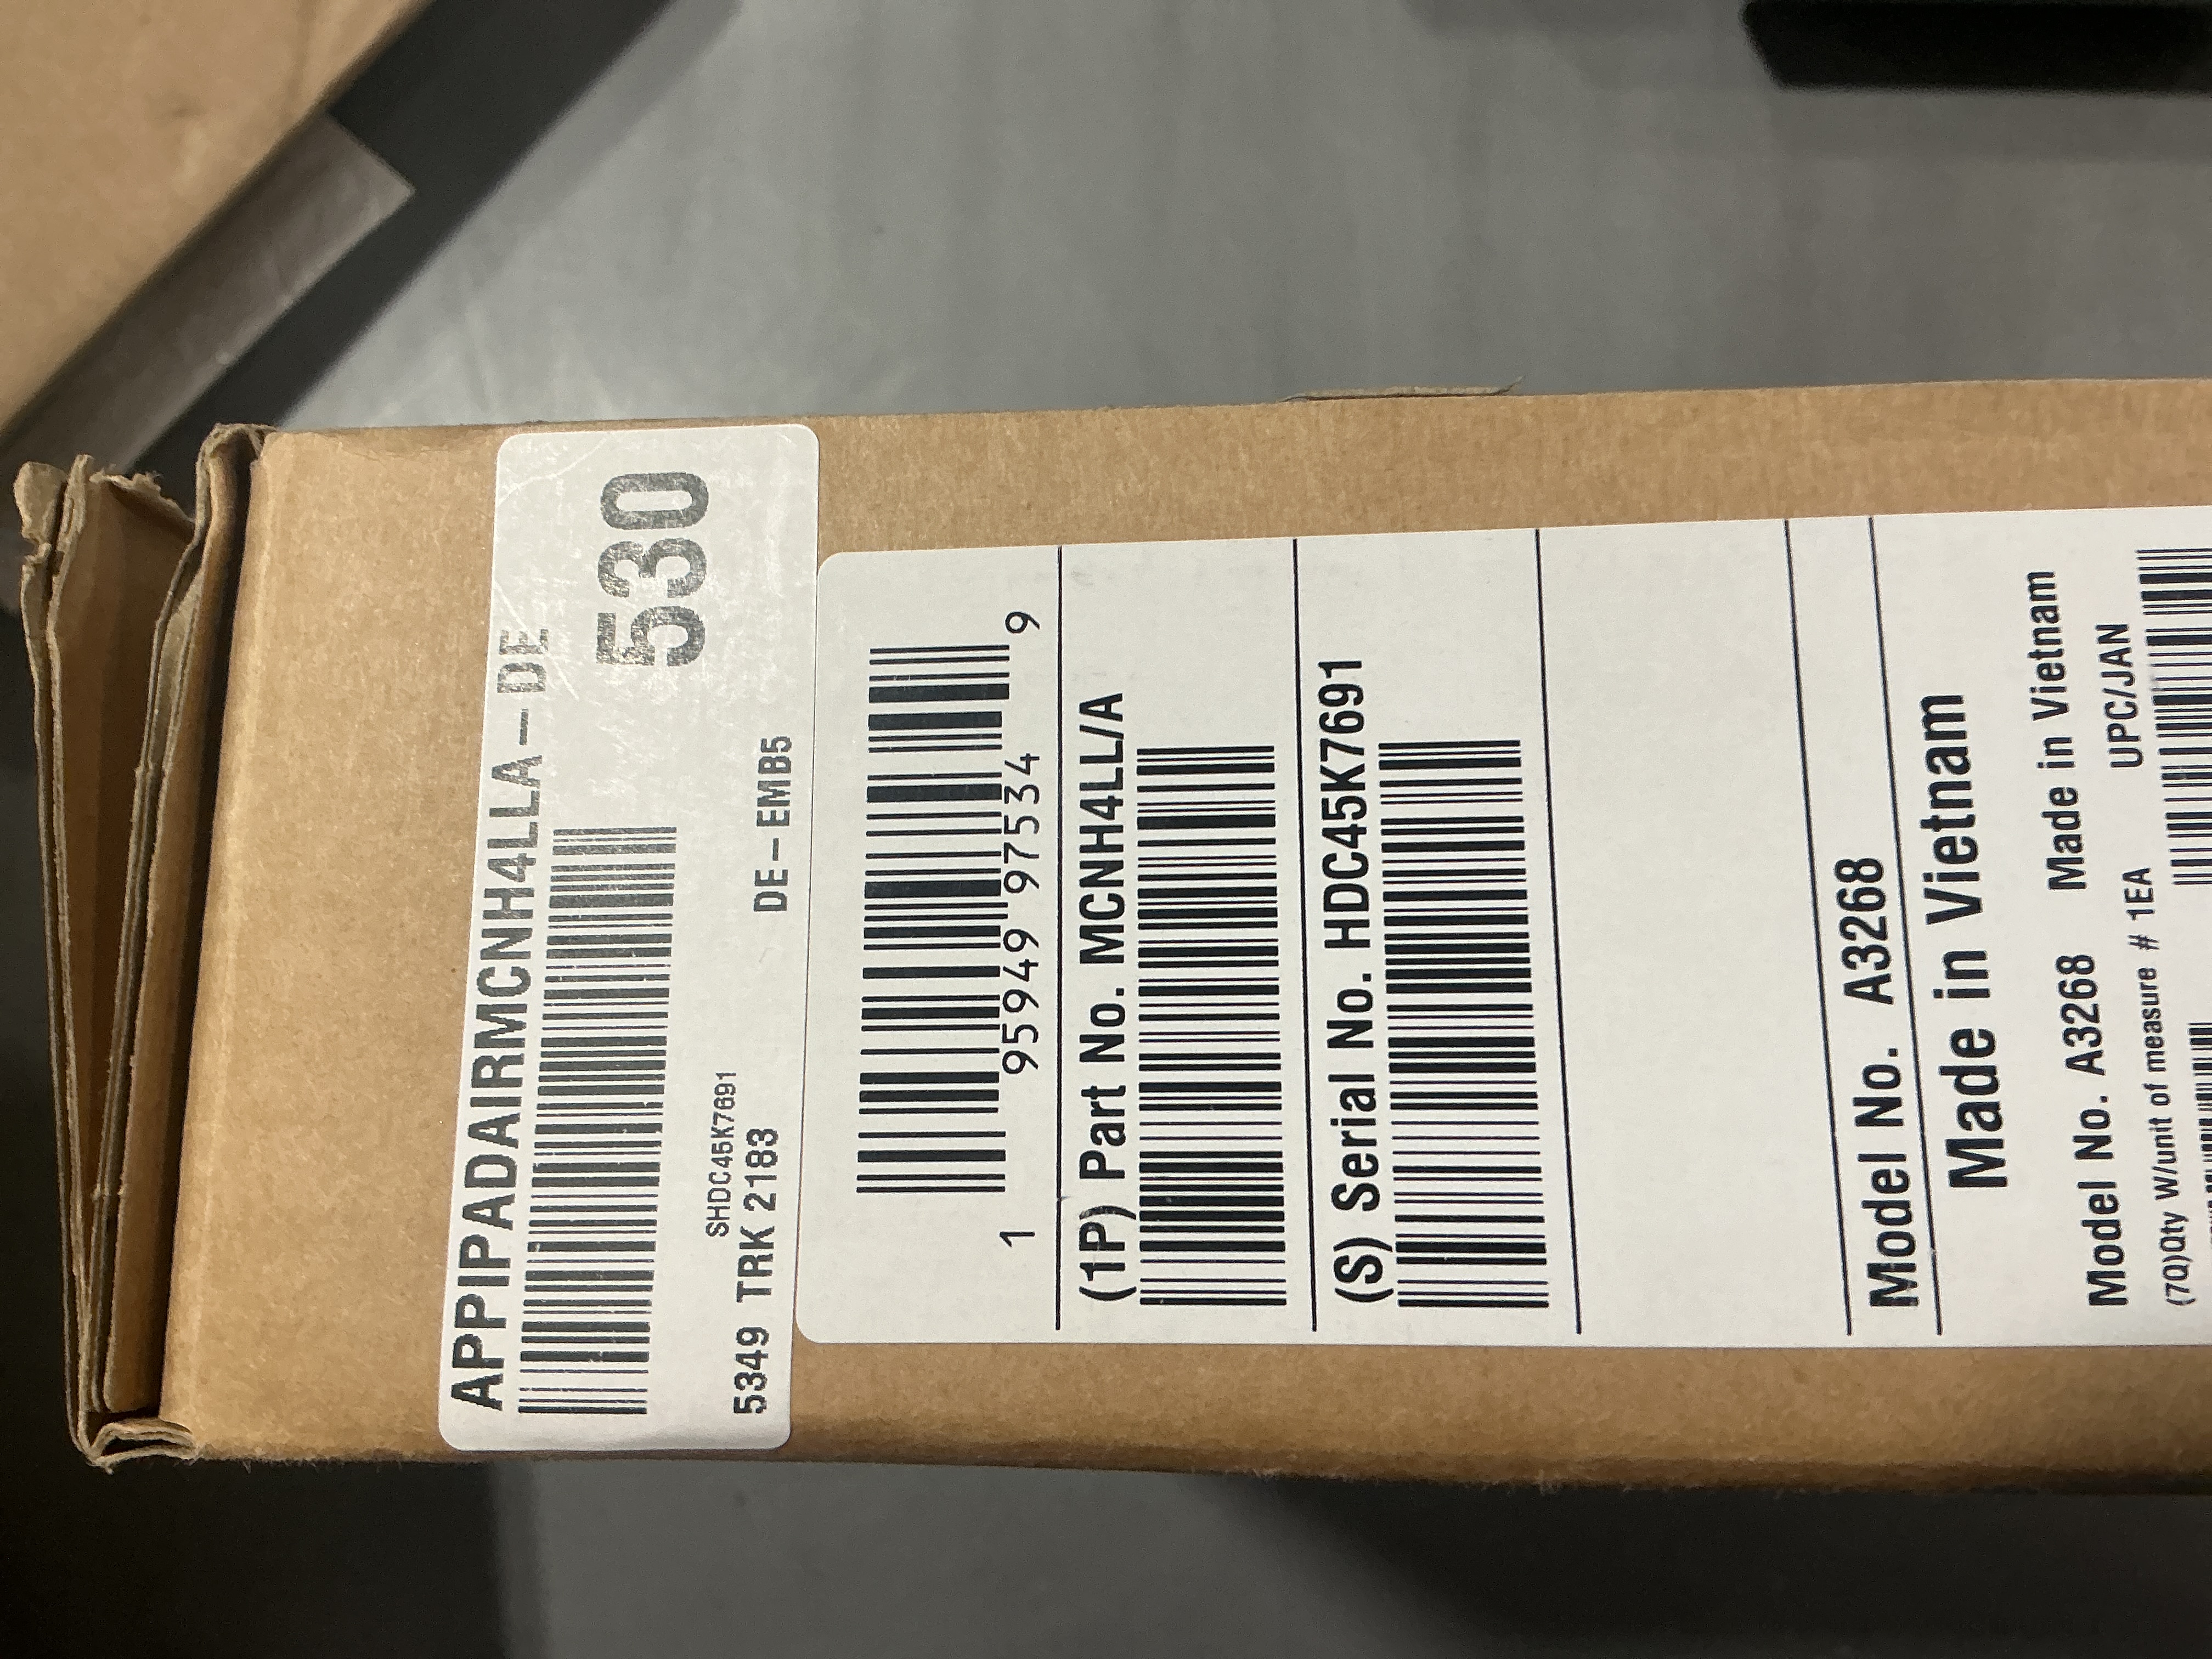 APPIPADAIRMCNH4LLA-DE
530
SHDC45K7691
5349 TRK 2183 DE-EMB5
1 95949 97534 9
(1P) Part No. MCNH4LL/A
(S) Serial No. HDC45K7691
Model No. A3268
Made in Vietnam
Model No. A3268 Made in Vietnam
(7Q)Qty W/unit of measure # 1EA UPC/JAN